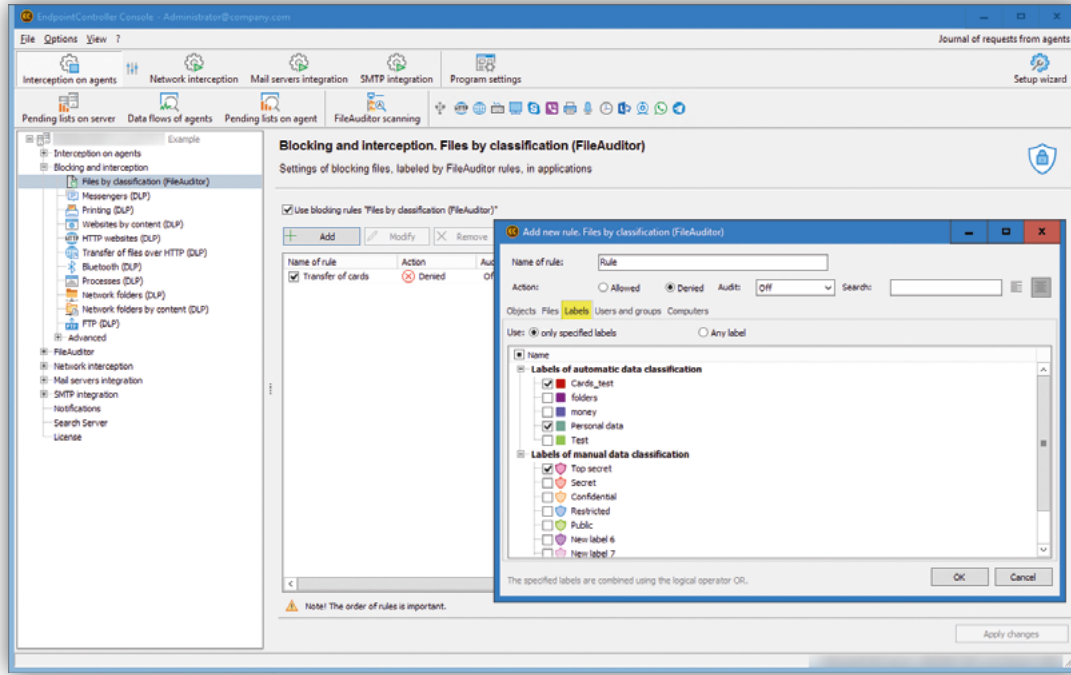 EndpointController Console - Administrator@company.com
File Options View ?
Journal of requests from agents
Interception on agents
Network interception
Mail servers integration
SMTP integration
Program settings
Setup wizard
Pending lists on server
Data flows of agents
Pending lists on agent
FileAuditor scanning
Example
Interception on agents
Blocking and interception
Files by classification (FileAuditor)
Messengers (DLP)
Printing (DLP)
Websites by content (DLP)
HTTP websites (DLP)
Transfer of files over HTTP (DLP)
Bluetooth (DLP)
Processes (DLP)
Network folders (DLP)
Network folders by content (DLP)
FTP (DLP)
Advanced
FileAuditor
Network interception
Mail servers integration
SMTP integration
Notifications
Search Server
License
Blocking and interception. Files by classification (FileAuditor)
Settings of blocking files, labeled by FileAuditor rules, in applications
Use blocking rules "Files by classification (FileAuditor)"
Add Modify Remove
Name of rule Action Aud
Transfer of cards Denied Of
Note! The order of rules is important.
Apply changes
Add new rule. Files by classification (FileAuditor)
Name of rule: Rule
Action: Allowed Denied Audit: Off Search:
Objects Files Labels Users and groups Computers
Use: only specified labels Any label
Name
Labels of automatic data classification
Cards_test
folders
money
Personal data
Test
Labels of manual data classification
Top secret
Secret
Confidential
Restricted
Public
New label 6
New label 7
The specified labels are combined using the logical operator OR.
OK Cancel